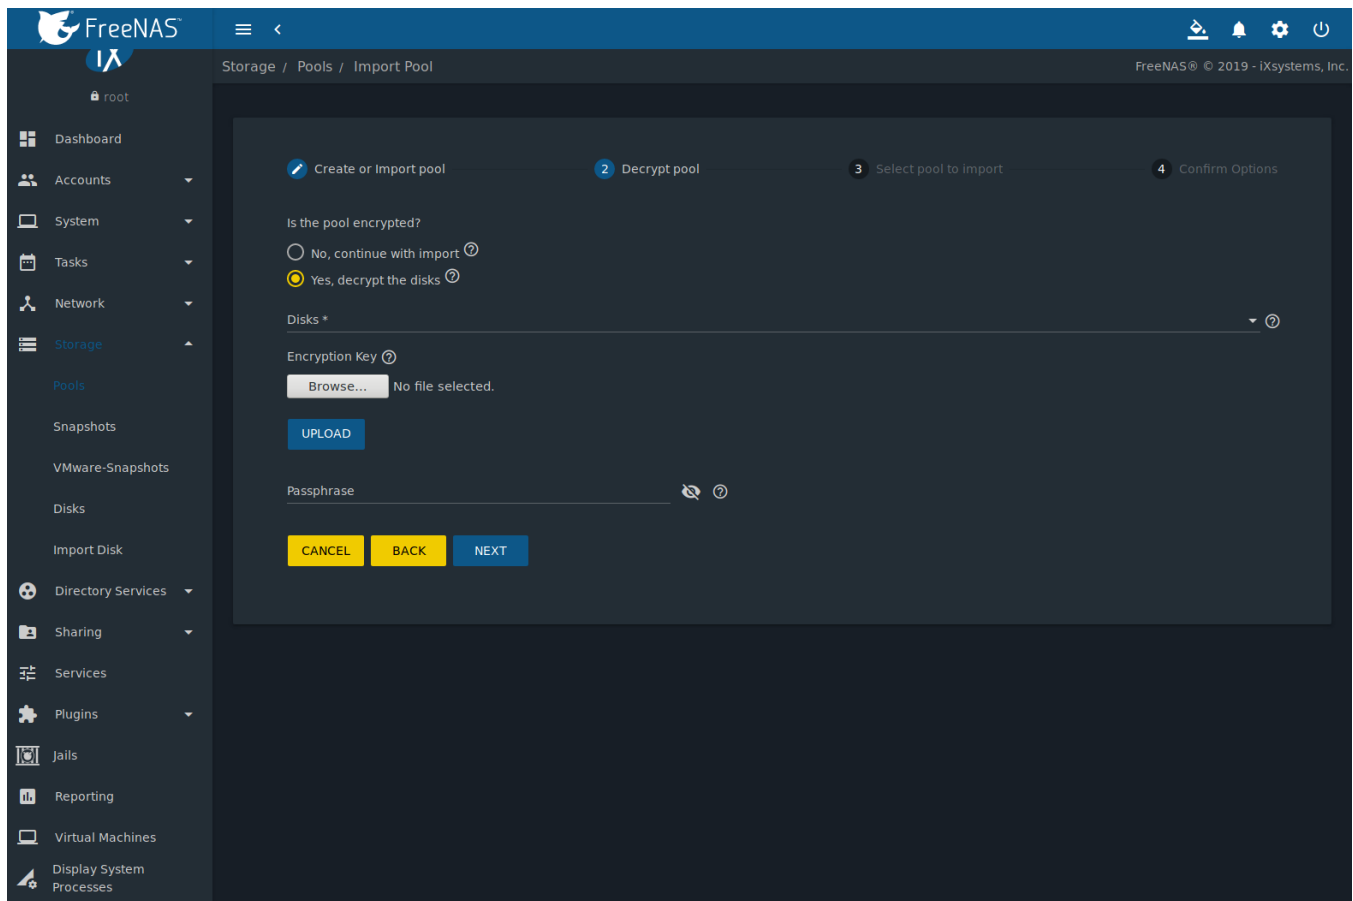 FreeNAS™
Storage / Pools / Import Pool
FreeNAS® © 2019 - iXsystems, Inc.
iX
root
Dashboard
Accounts
System
Tasks
Network
Storage
Pools
Snapshots
VMware-Snapshots
Disks
Import Disk
Directory Services
Sharing
Services
Plugins
Jails
Reporting
Virtual Machines
Display System
Processes
Create or Import pool
2 Decrypt pool
3 Select pool to import
4 Confirm Options
Is the pool encrypted?
No, continue with import
Yes, decrypt the disks
Disks *
Encryption Key
Browse... No file selected.
UPLOAD
Passphrase
CANCEL BACK NEXT